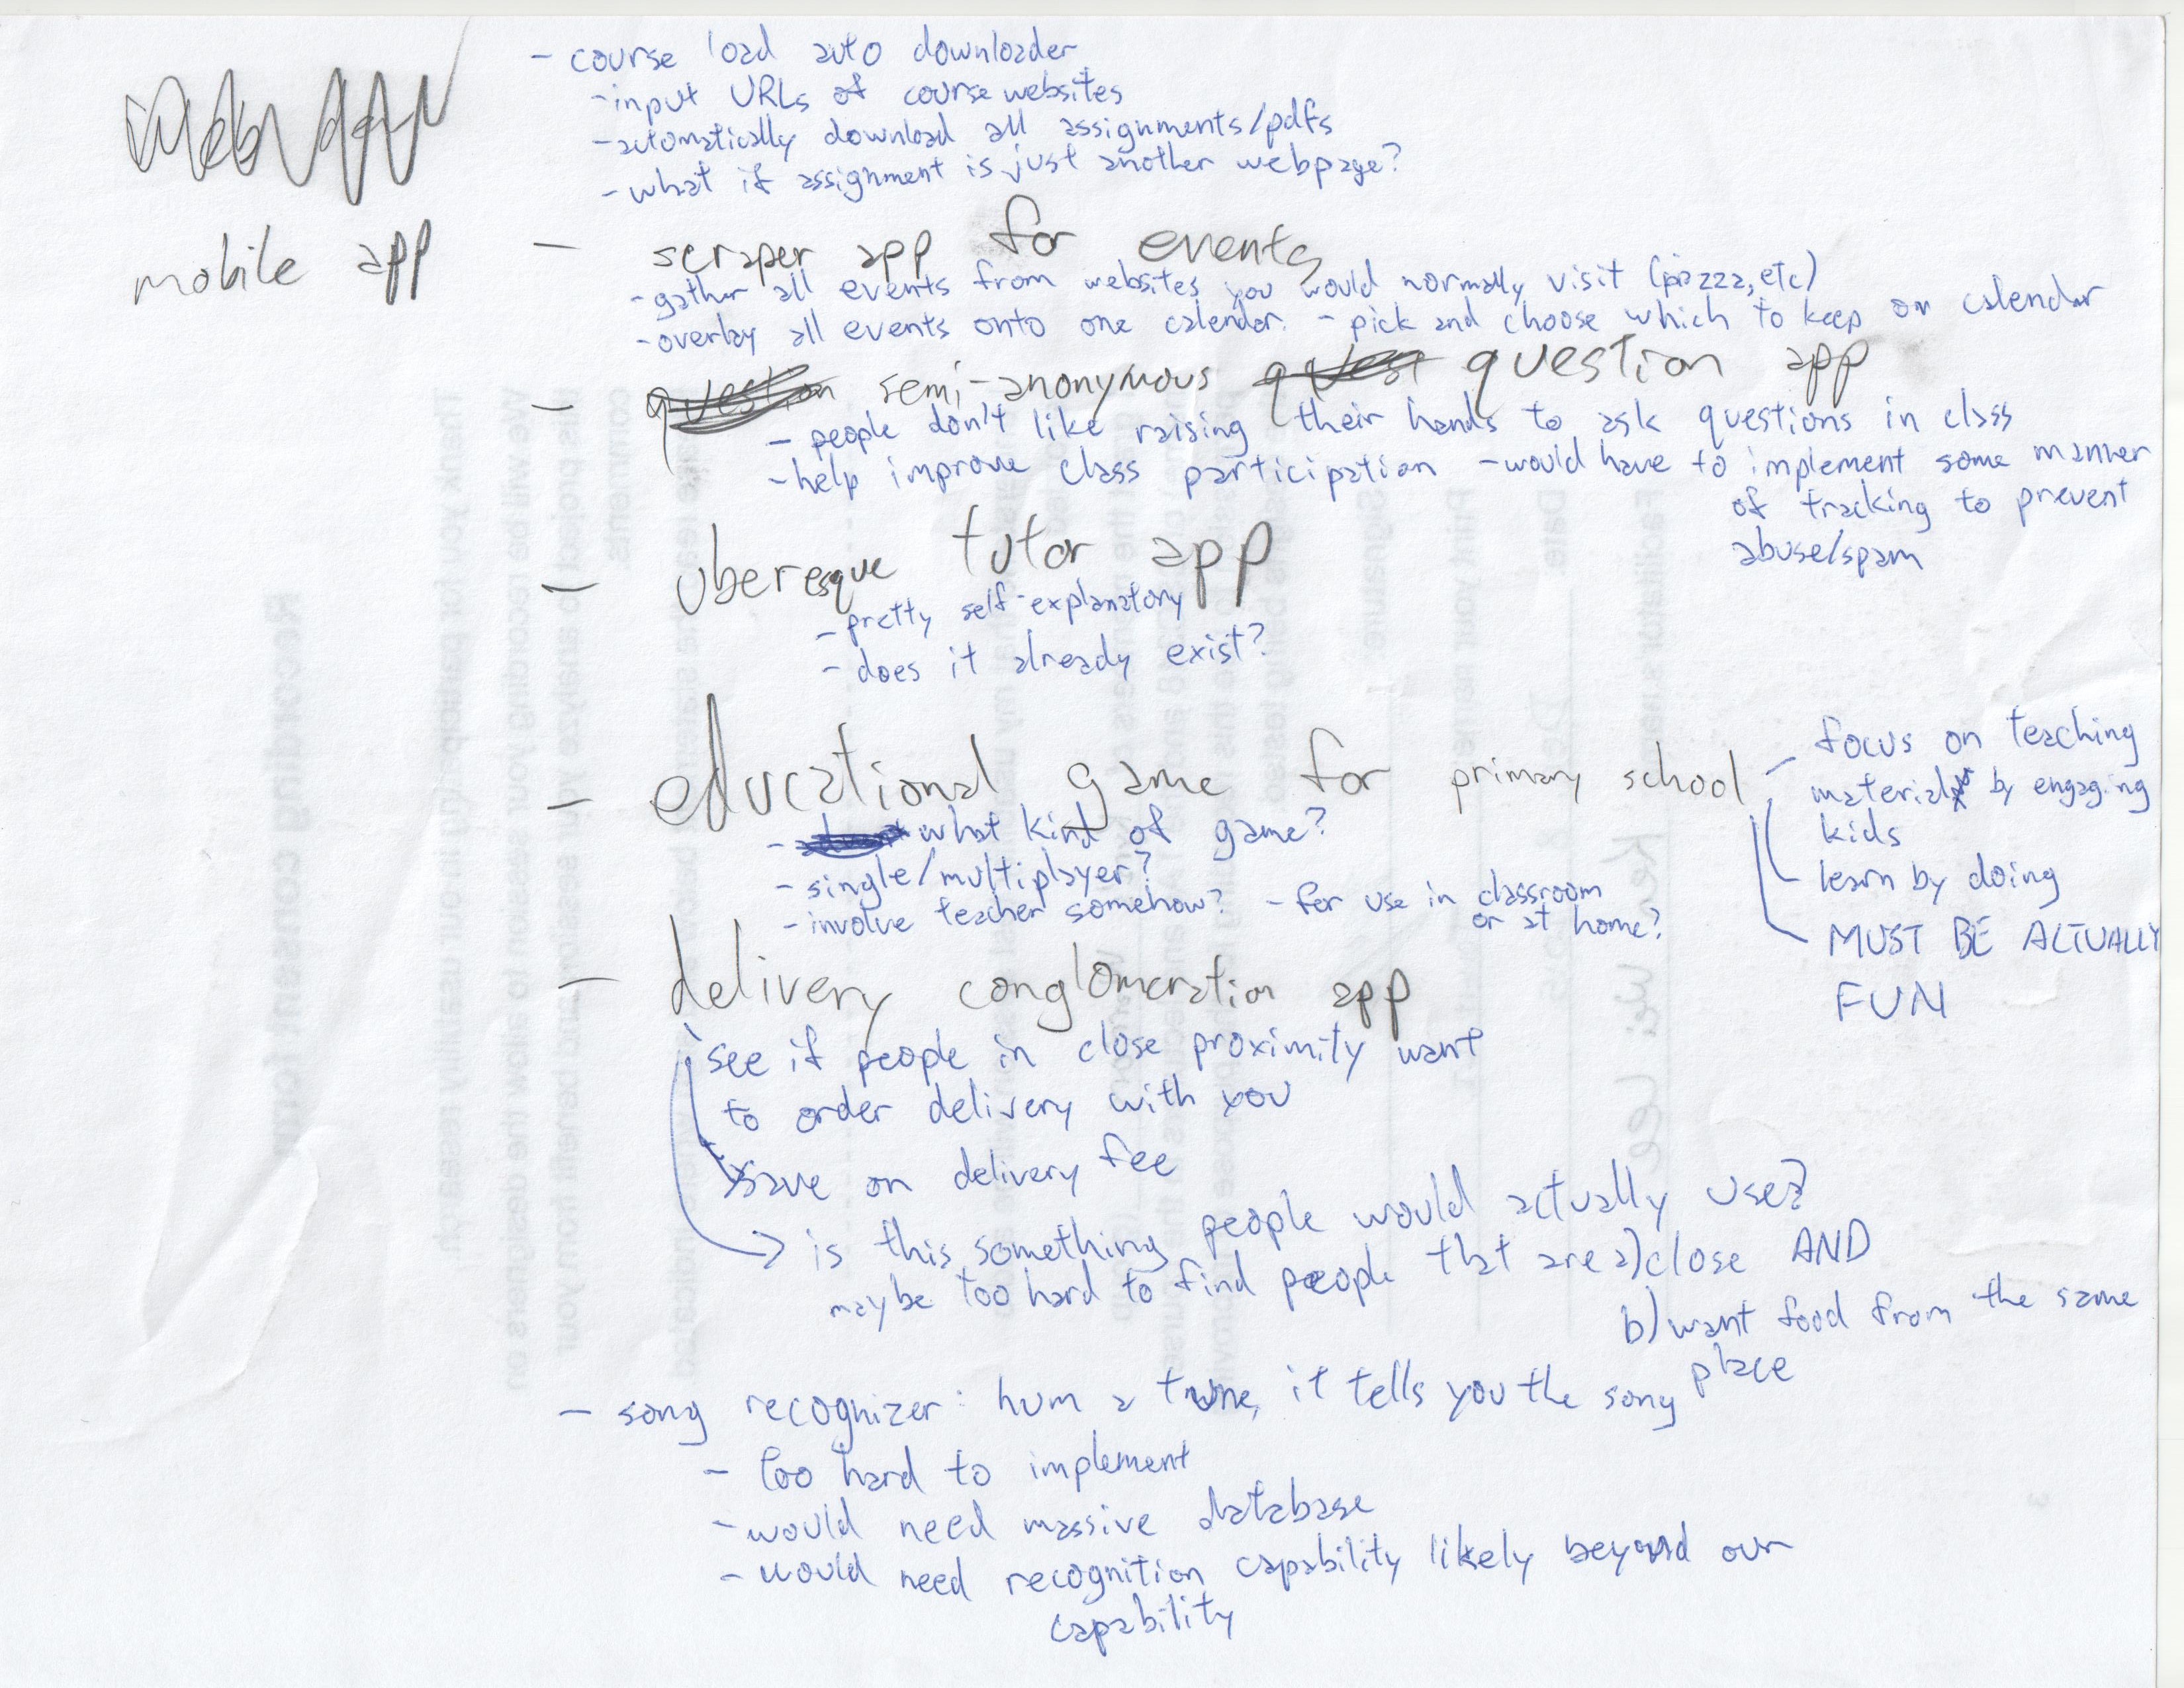 - course load auto downloader
- input URLs of course websites
- automatically download all assignments/pdfs
- what if assignment is just another webpage?
mobile app
- scraper app for events
- gather all events from websites you would normally visit (piazza, etc)
- overlay all events onto one calendar. - pick and choose which to keep on calendar
- question semi-anonymous quest question app
- people don't like raising their hands to ask questions in class
- help improve class participation - would have to implement some manner
of tracking to prevent
abuse/spam
- uberesque tutor app
- pretty self-explanatory
- does it already exist?
- educational game for primary school
- focus on teaching
material by engaging
kids
- learn by doing
- MUST BE ACTUALLY
FUN
- what kind of game?
- single/multiplayer?
- involve teacher somehow? - for use in classroom
or at home?
- delivery conglomeration app
see if people in close proximity want
to order delivery with you
save on delivery fee
→ is this something people would actually use?
maybe too hard to find people that are a) close AND
b) want food from the same
place
- song recognizer: hum a tune, it tells you the song
- too hard to implement
- would need massive database
- would need recognition capability likely beyond our
capability